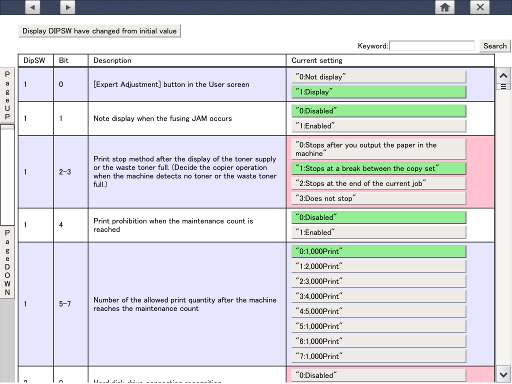 Display DIPSW have changed from initial value
Keyword:
Search
DipSW Bit Description Current setting
Page UP
Page DOWN
1 0 [Expert Adjustment] button in the User screen
"0:Not display"
"1:Display"
1 1 Note display when the fusing JAM occurs
"0:Disabled"
"1:Enabled"
1 2-3 Print stop method after the display of the toner supply
or the waste toner full. (Decide the copier operation
when the machine detects no toner or the waste toner
full.)
"0:Stops after you output the paper in the
machine"
"1:Stops at a break between the copy set"
"2:Stops at the end of the current job"
"3:Does not stop"
1 4 Print prohibition when the maintenance count is
reached
"0:Disabled"
"1:Enabled"
1 5-7 Number of the allowed print quantity after the machine
reaches the maintenance count
"0:1,000Print"
"1:2,000Print"
"2:3,000Print"
"3:4,000Print"
"4:5,000Print"
"5:1,000Print"
"6:1,000Print"
"7:1,000Print"
"0:Disabled"